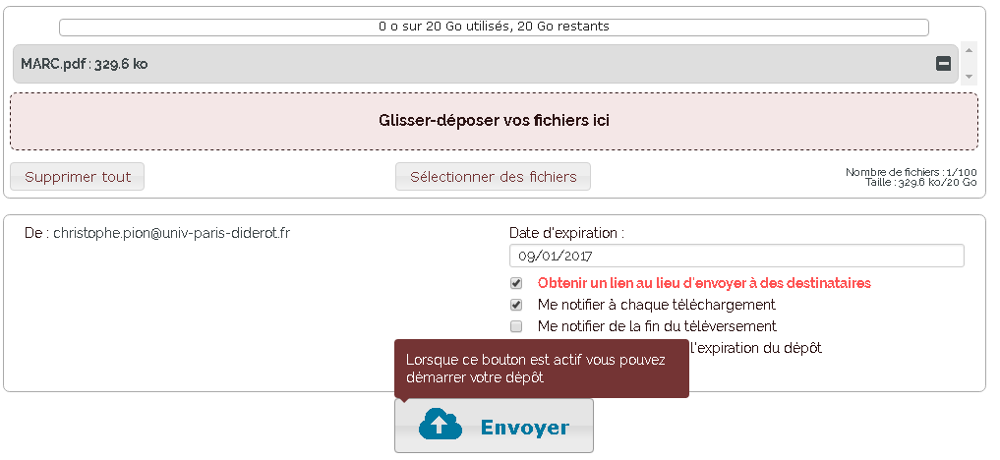 0 o sur 20 Go utilisés, 20 Go restants
MARC.pdf : 329.6 ko
Glisser-déposer vos fichiers ici
Supprimer tout
Sélectionner des fichiers
Nombre de fichiers : 1/100
Taille : 329.6 ko/20 Go
De : christophe.pion@univ-paris-diderot.fr
Date d'expiration :
09/01/2017
Obtenir un lien au lieu d'envoyer à des destinataires
Me notifier à chaque téléchargement
Me notifier de la fin du téléversement
l'expiration du dépôt
Lorsque ce bouton est actif vous pouvez
démarrer votre dépôt
Envoyer